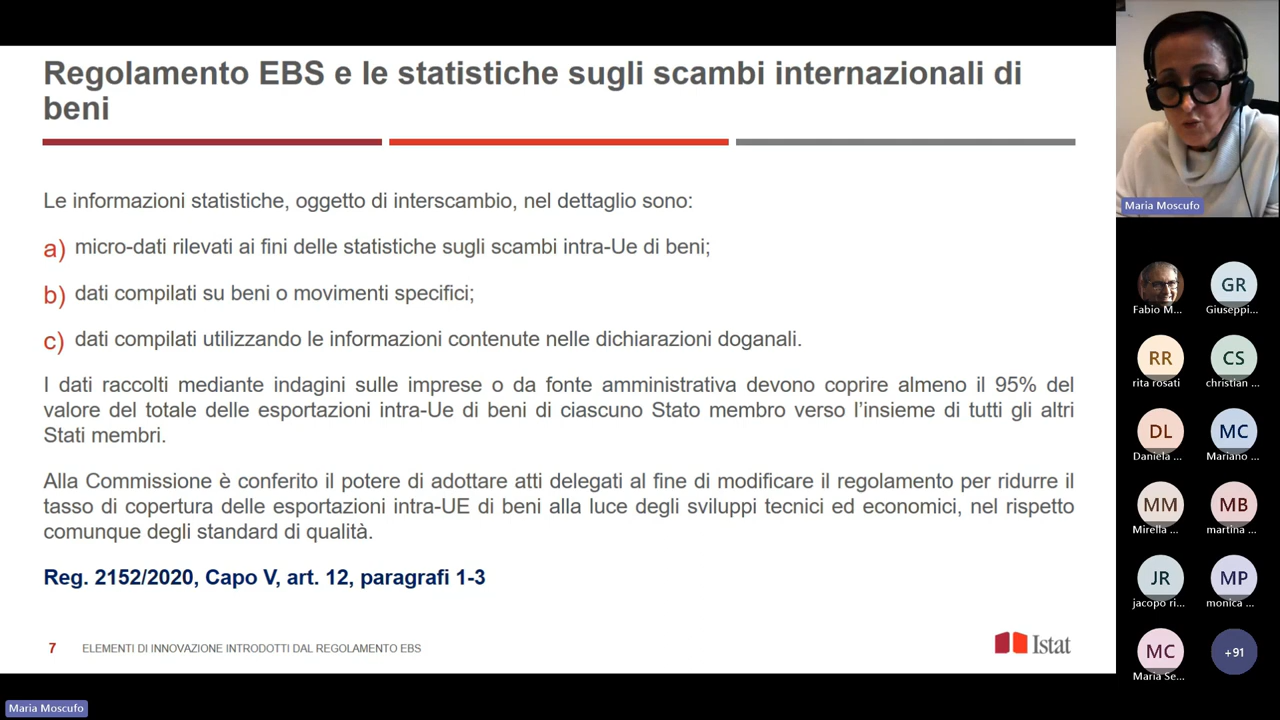 Regolamento EBS e le statistiche sugli scambi internazionali di
beni
Le informazioni statistiche, oggetto di interscambio, nel dettaglio sono:
a) micro-dati rilevati ai fini delle statistiche sugli scambi intra-Ue di beni;
b) dati compilati su beni o movimenti specifici;
c) dati compilati utilizzando le informazioni contenute nelle dichiarazioni doganali.
I dati raccolti mediante indagini sulle imprese o da fonte amministrativa devono coprire almeno il 95% del
valore del totale delle esportazioni intra-Ue di beni di ciascuno Stato membro verso l'insieme di tutti gli altri
Stati membri.
Alla Commissione è conferito il potere di adottare atti delegati al fine di modificare il regolamento per ridurre il
tasso di copertura delle esportazioni intra-UE di beni alla luce degli sviluppi tecnici ed economici, nel rispetto
comunque degli standard di qualità.
Reg. 2152/2020, Capo V, art. 12, paragrafi 1-3
7 ELEMENTI DI INNOVAZIONE INTRODOTTI DAL REGOLAMENTO EBS
Istat
Maria Moscufo
Maria Moscufo
Fabio M...
GR
Giuseppi...
RR
rita rosati
CS
christian ...
DL
Daniela ...
MC
Mariano ...
MM
Mirella ...
MB
martina ...
JR
jacopo ri...
MP
monica ...
MC
Maria Se...
+91